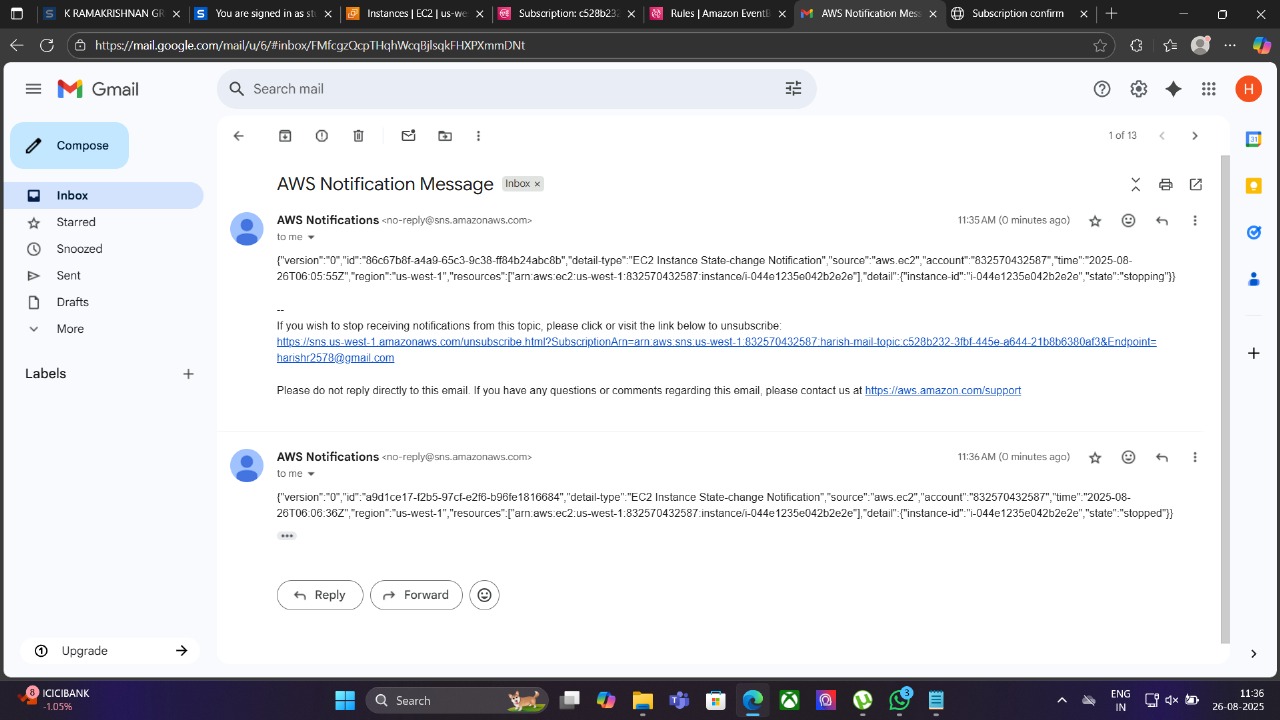 K RAMAKRISHNAN GR
You are signed in as st
Instances | EC2 | us-we
Subscription: c528b232
Rules | Amazon EventB
AWS Notification Mess
Subscription confirm
https://mail.google.com/mail/u/6/#inbox/FMfcgzQcpTHqhWcqBjlsqkFHXPXmmDNt
Gmail
Search mail
H
Compose
1 of 13
31
Inbox
Starred
Snoozed
Sent
Drafts
More
Labels
AWS Notification Message Inbox ×
AWS Notifications <no-reply@sns.amazonaws.com> 11:35 AM (0 minutes ago)
to me
{"version":"0","id":"86c67b8f-a4a9-65c3-9c38-ff84b24abc8b","detail-type":"EC2 Instance State-change Notification","source":"aws.ec2","account":"832570432587","time":"2025-08-
26T06:05:55Z","region":"us-west-1","resources":["arn:aws:ec2:us-west-1:832570432587:instance/i-044e1235e042b2e2e"],"detail":{"instance-id":"i-044e1235e042b2e2e","state":"stopping"}}
--
If you wish to stop receiving notifications from this topic, please click or visit the link below to unsubscribe:
https://sns.us-west-1.amazonaws.com/unsubscribe.html?SubscriptionArn=arn:aws:sns:us-west-1:832570432587:harish-mail-topic:c528b232-3fbf-445e-a644-21b8b6380af3&Endpoint=
harishr2578@gmail.com
Please do not reply directly to this email. If you have any questions or comments regarding this email, please contact us at https://aws.amazon.com/support
AWS Notifications <no-reply@sns.amazonaws.com> 11:36 AM (0 minutes ago)
to me
{"version":"0","id":"a9d1ce17-f2b5-97cf-e2f6-b96fe1816684","detail-type":"EC2 Instance State-change Notification","source":"aws.ec2","account":"832570432587","time":"2025-08-
26T06:06:36Z","region":"us-west-1","resources":["arn:aws:ec2:us-west-1:832570432587:instance/i-044e1235e042b2e2e"],"detail":{"instance-id":"i-044e1235e042b2e2e","state":"stopped"}}
Reply
Forward
Upgrade
8
ICICIBANK
-1.05%
Search
3
ENG
IN
11:36
26-08-2025